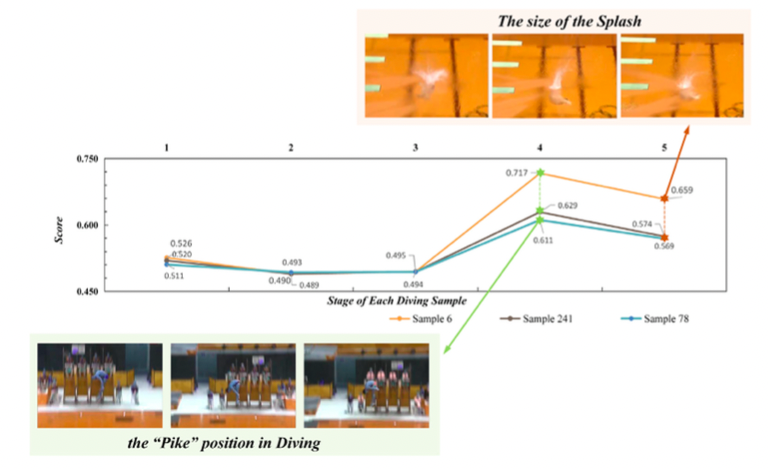 The size of the Splash
1 2 3 4 5
0.750
0.717
0.659
0.600
0.629
0.611
0.574
0.569
0.526
0.520
0.511
0.493
0.490
0.489
0.495
0.494
0.450
Score
Stage of Each Diving Sample
Sample 6 Sample 241 Sample 78
the “Pike” position in Diving